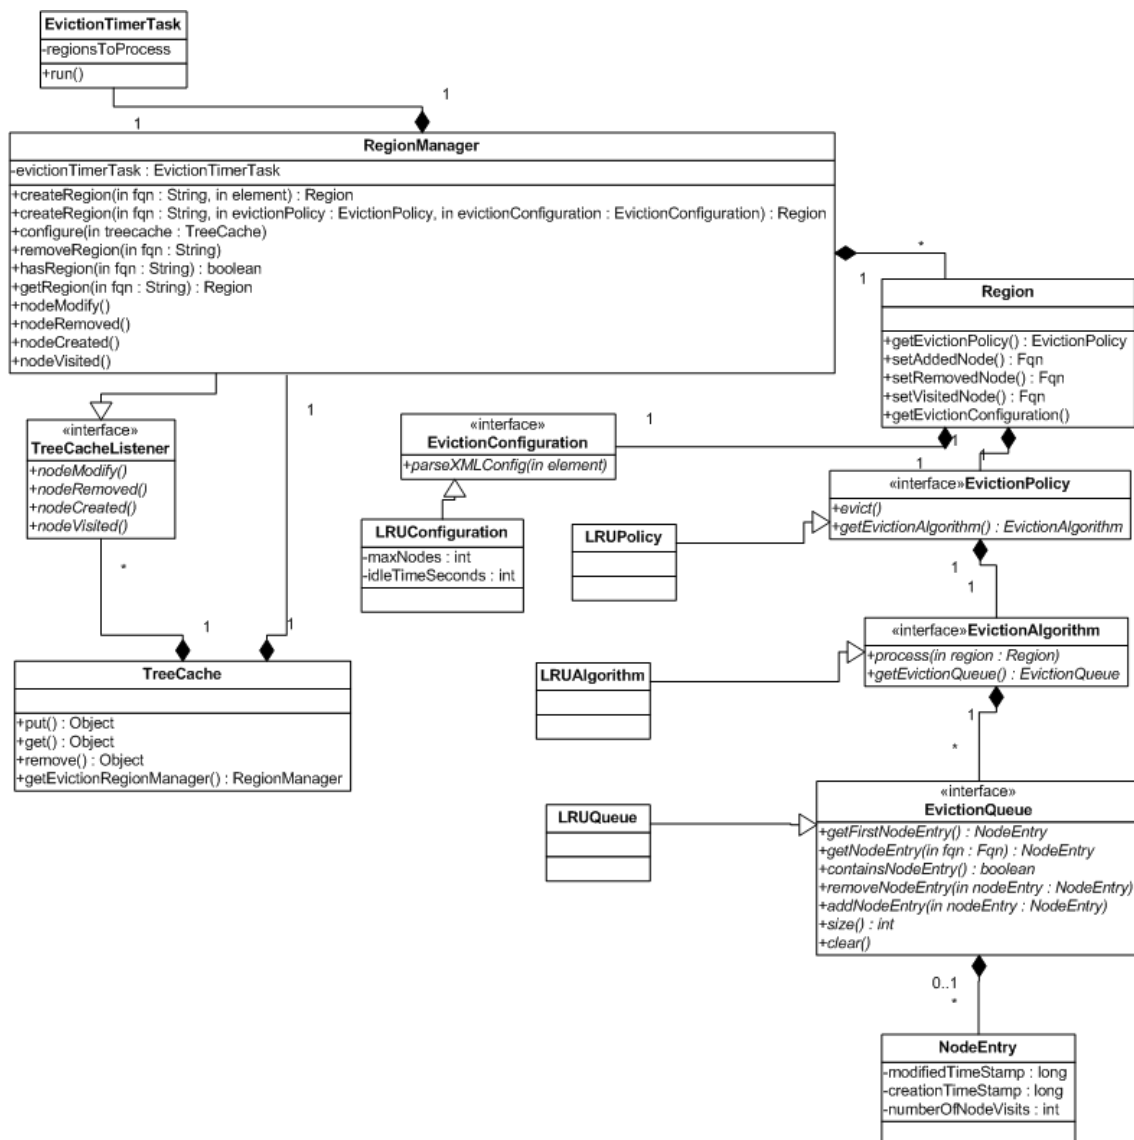 EvictionTimerTask
-regionsToProcess
+run()
1
1
RegionManager
-evictionTimerTask : EvictionTimerTask
+createRegion(in fqn : String, in element) : Region
+createRegion(in fqn : String, in evictionPolicy : EvictionPolicy, in evictionConfiguration : EvictionConfiguration) : Region
+configure(in treecache : TreeCache)
+removeRegion(in fqn : String)
+hasRegion(in fqn : String) : boolean
+getRegion(in fqn : String) : Region
+nodeModify()
+nodeRemoved()
+nodeCreated()
+nodeVisited()
*
1
Region
+getEvictionPolicy() : EvictionPolicy
+setAddedNode() : Fqn
+setRemovedNode() : Fqn
+setVisitedNode() : Fqn
+getEvictionConfiguration()
1
«interface»
TreeCacheListener
+nodeModify()
+nodeRemoved()
+nodeCreated()
+nodeVisited()
«interface»
EvictionConfiguration
+parseXMLConfig(in element)
1
1
1
1
LRUConfiguration
-maxNodes : int
-idleTimeSeconds : int
LRUPolicy
«interface»EvictionPolicy
+evict()
+getEvictionAlgorithm() : EvictionAlgorithm
1
1
*
1
1
TreeCache
+put() : Object
+get() : Object
+remove() : Object
+getEvictionRegionManager() : RegionManager
LRUAlgorithm
«interface»EvictionAlgorithm
+process(in region : Region)
+getEvictionQueue() : EvictionQueue
1
*
LRUQueue
«interface»
EvictionQueue
+getFirstNodeEntry() : NodeEntry
+getNodeEntry(in fqn : Fqn) : NodeEntry
+containsNodeEntry() : boolean
+removeNodeEntry(in nodeEntry : NodeEntry)
+addNodeEntry(in nodeEntry : NodeEntry)
+size() : int
+clear()
0..1
*
NodeEntry
-modifiedTimeStamp : long
-creationTimeStamp : long
-numberOfNodeVisits : int